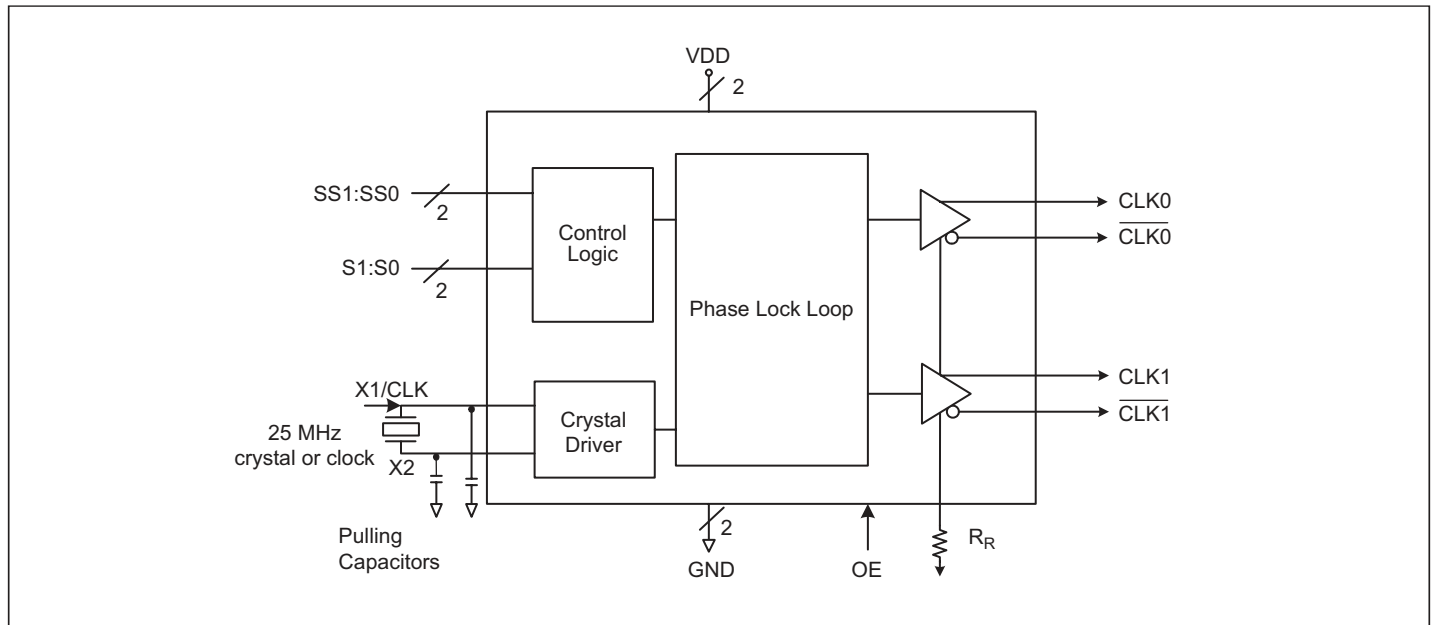 VDD
2
SS1:SS0
2
S1:S0
2
Control
Logic
Phase Lock Loop
CLK0
CLK0
X1/CLK
25 MHz
crystal or clock
X2
Crystal
Driver
CLK1
CLK1
Pulling
Capacitors
2
GND
OE
RR